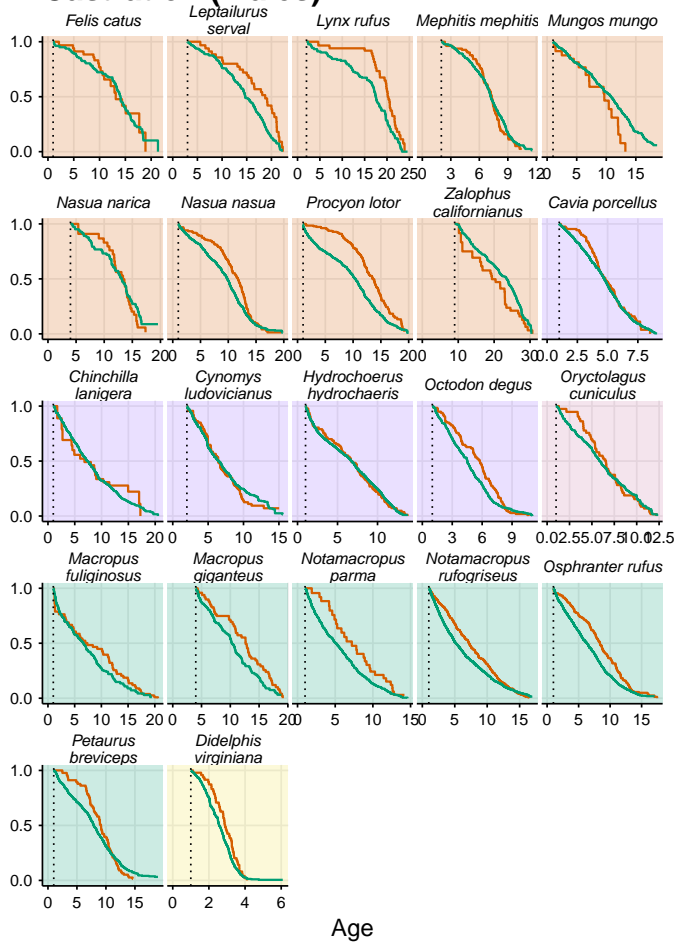 Felis catus
Leptailurus
serval
Lynx rufus
Mephitis mephitis
Mungos mungo
1.0
0.5
0.0
0 5 10 15 20
0 5 10 15 20
0 5 10 15 20 25
3 6 9 12
0 5 10 15
Nasua narica
Nasua nasua
Procyon lotor
Zalophus
californianus
Cavia porcellus
1.0
0.5
0.0
0 5 10 15 20
0 5 10 15 20
0 5 10 15 20
10 20 30
0.0 2.5 5.0 7.5
Chinchilla
lanigera
Cynomys
ludovicianus
Hydrochoerus
hydrochaeris
Octodon degus
Oryctolagus
cuniculus
1.0
0.5
0.0
0 5 10 15 20
0 5 10 15
0 5 10
0 3 6 9
0.0 2.5 5.0 7.5 10.0 12.5
Macropus
fuliginosus
Macropus
giganteus
Notamacropus
parma
Notamacropus
rufogriseus
Osphranter rufus
1.0
0.5
0.0
0 5 10 15 20
0 5 10 15 20
0 5 10 15
5 10 15
0 5 10 15
Petaurus
breviceps
Didelphis
virginiana
1.0
0.5
0.0
0 5 10 15
0 2 4 6
Age